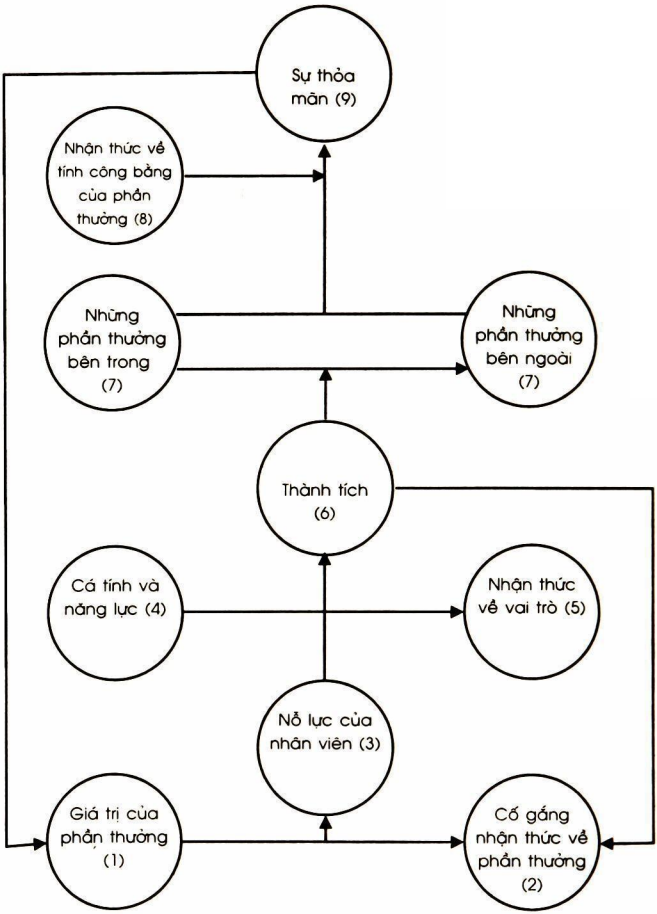 Sự thỏa
mãn (9)
Nhận thức về
tính công bằng
của phần
thưởng (8)
Những
phần thưởng
bên trong
(7)
Những
phần thưởng
bên ngoài
(7)
Thành tích
(6)
Cá tính và
năng lực (4)
Nhận thức
về vai trò (5)
Nỗ lực của
nhân viên (3)
Giá trị của
phần thưởng
(1)
Cố gắng
nhận thức về
phần thưởng
(2)